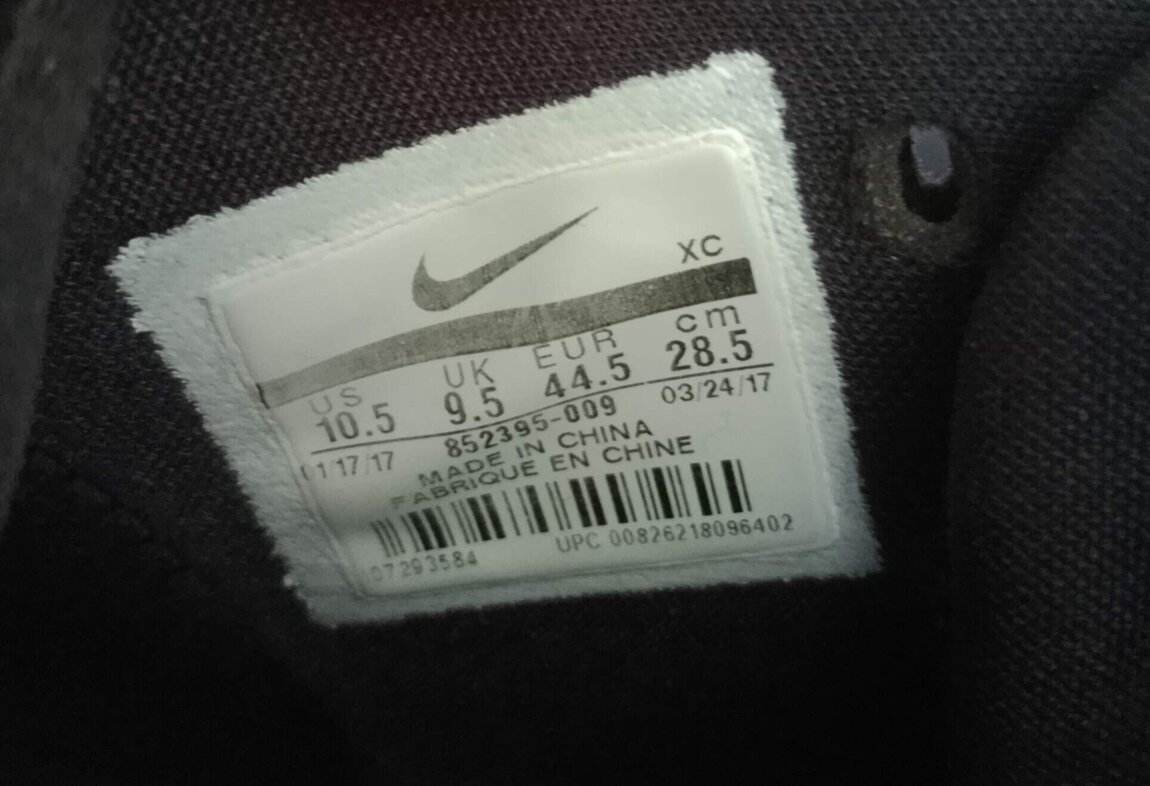 XC
US UK EUR cm
10.5 9.5 44.5 28.5
01/17/17 852395-009 03/24/17
MADE IN CHINA
FABRIQUE EN CHINE
07293584 UPC 00826218096402